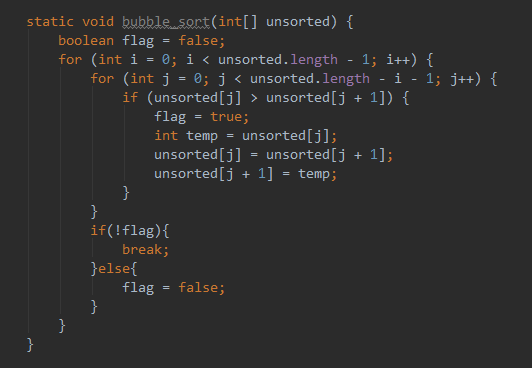 static void bubble_sort(int[] unsorted) {
    boolean flag = false;
    for (int i = 0; i < unsorted.length - 1; i++) {
        for (int j = 0; j < unsorted.length - i - 1; j++) {
            if (unsorted[j] > unsorted[j + 1]) {
                flag = true;
                int temp = unsorted[j];
                unsorted[j] = unsorted[j + 1];
                unsorted[j + 1] = temp;
            }
        }
        if(!flag){
            break;
        }else{
            flag = false;
        }
    }
}